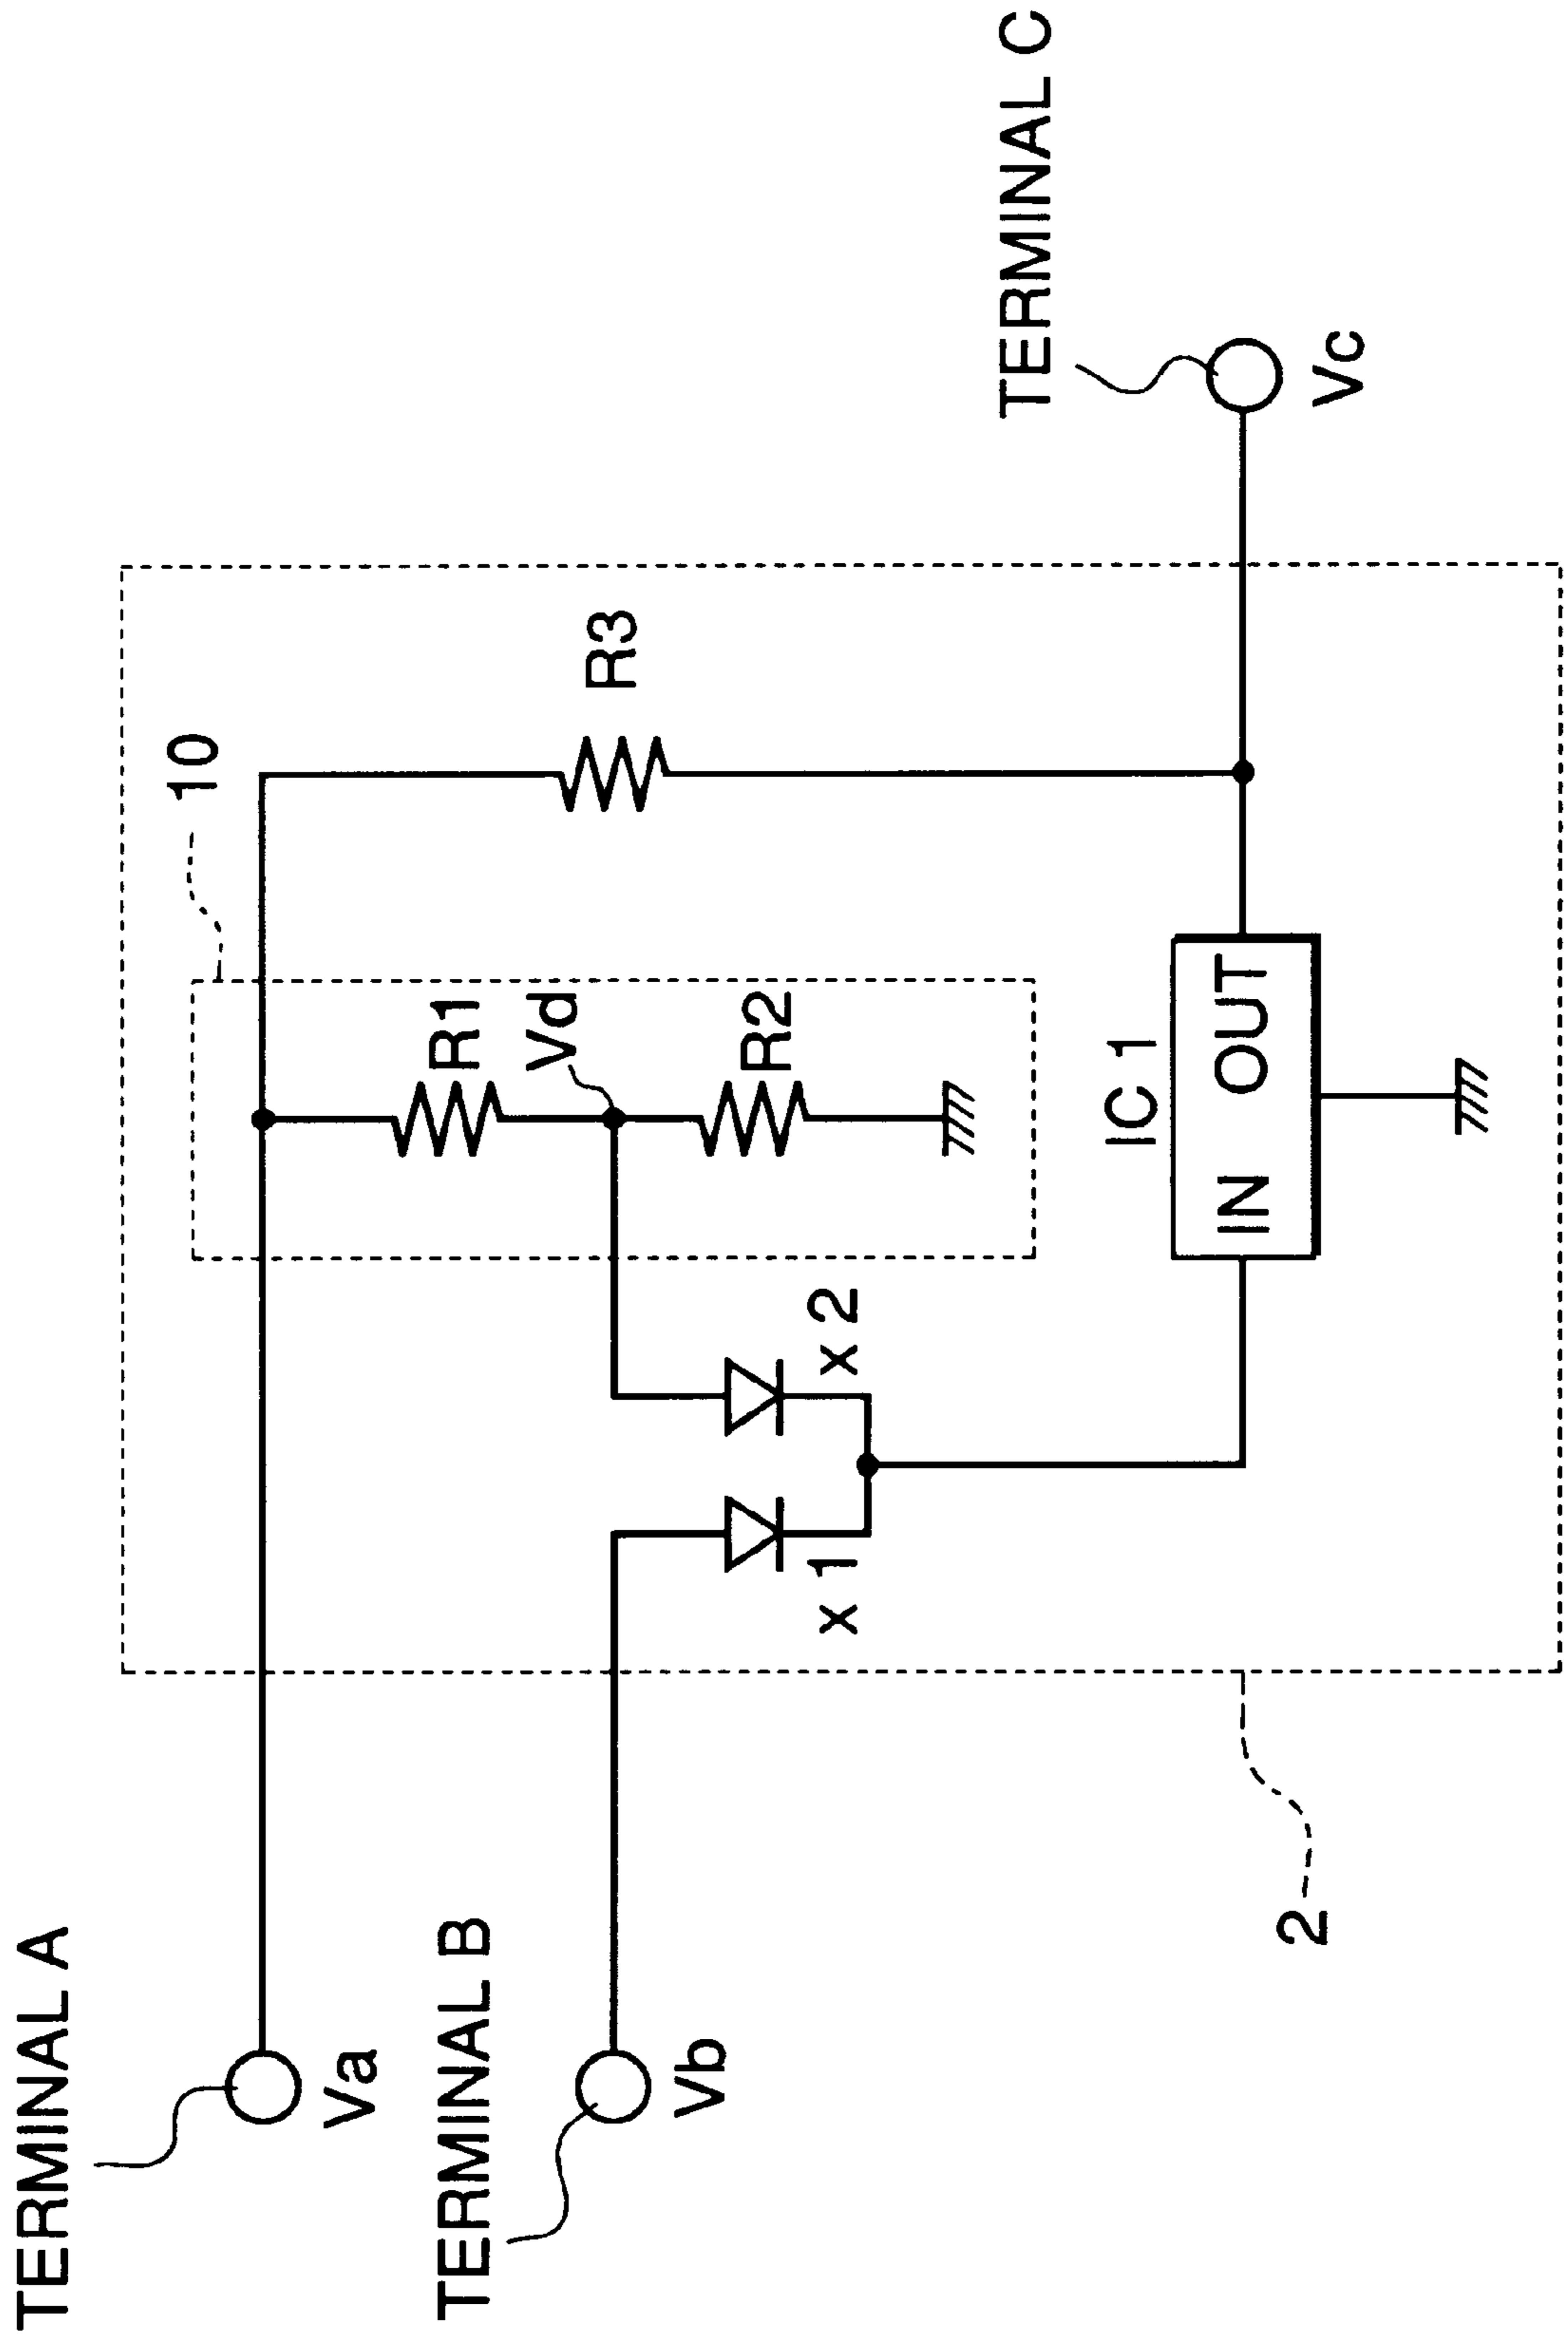 TERMINAL A
Va
TERMINAL B
Vb
2
10
R1
Vd
R2
R3
x 1
x 2
IC 1
IN OUT
TERMINAL C
Vc